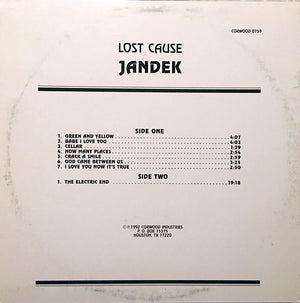 CORWOOD 0759
LOST CAUSE
JANDEK
SIDE ONE
1. GREEN AND YELLOW 4:07
2. BABE I LOVE YOU 4:03
3. CELLAR 1:39
4. HOW MANY PLACES 2:54
5. CRACK A SMILE 2:59
6. GOD CAME BETWEEN US 3:25
7. I LOVE YOU NOW IT'S TRUE 2:50
SIDE TWO
1. THE ELECTRIC END 19:18
©℗1992 CORWOOD INDUSTRIES
P. O. BOX 15375
HOUSTON, TX 77220